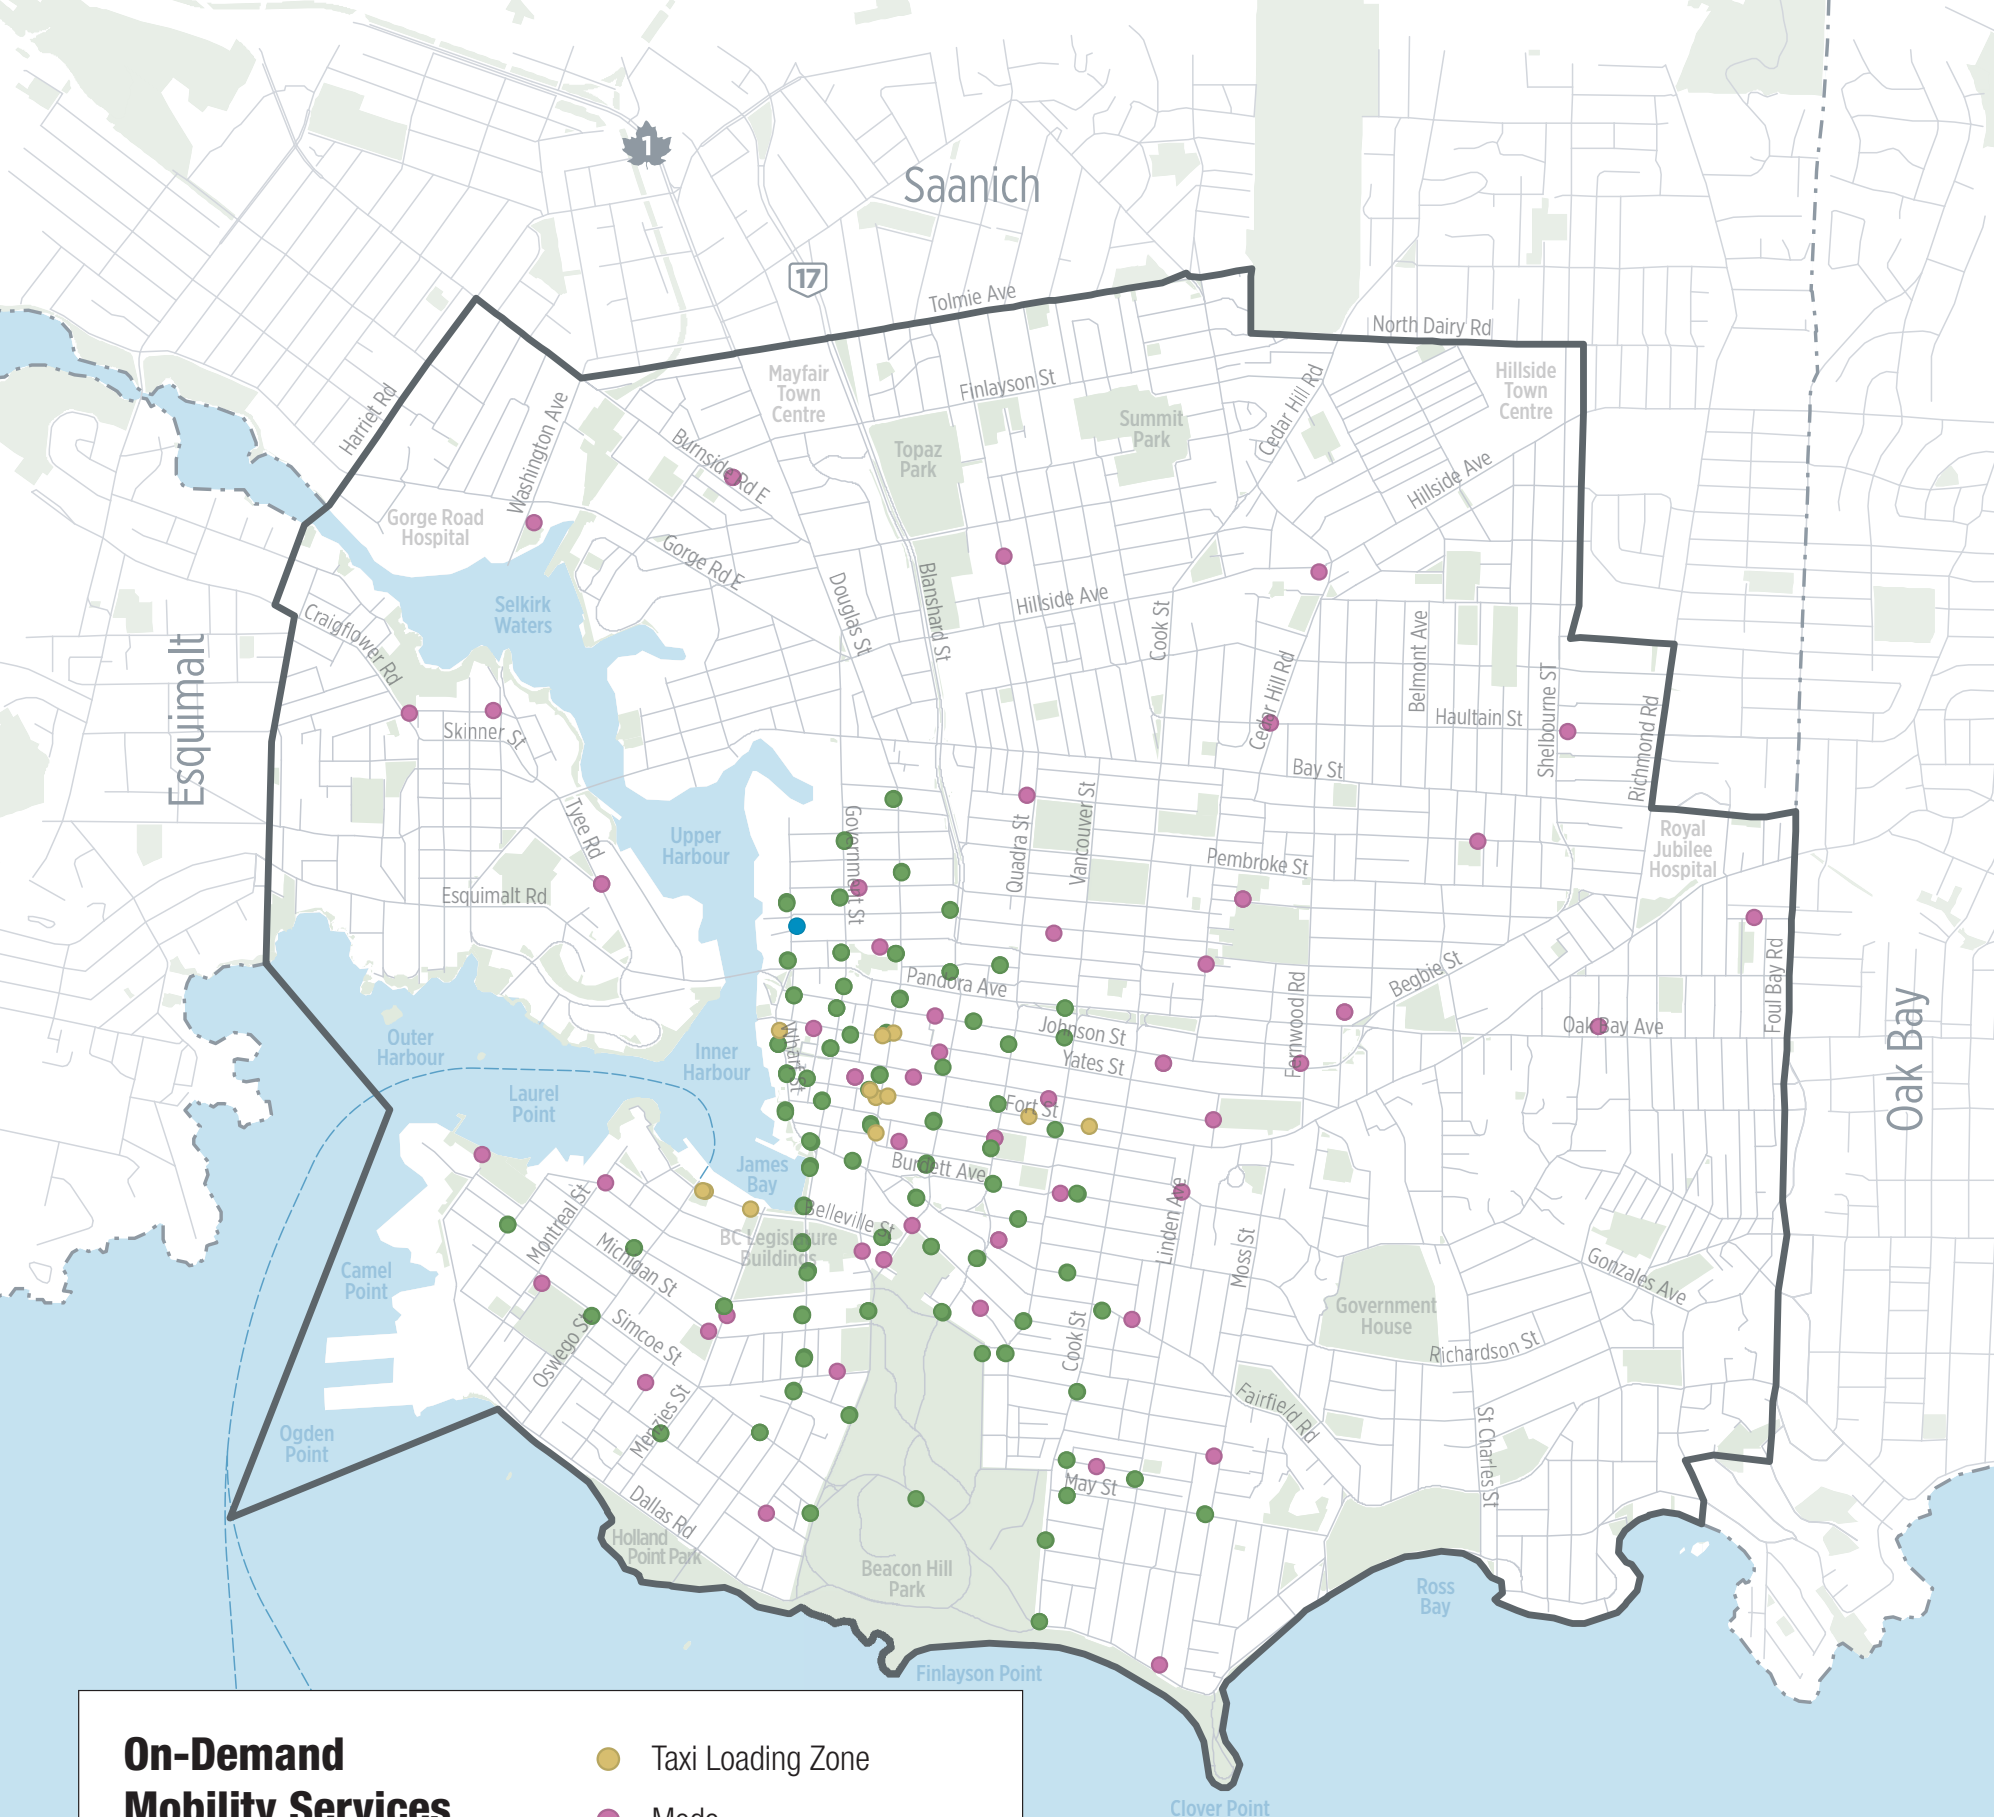 1
Saanich
17
Tolmie Ave
North Dairy Rd
Mayfair
Town
Centre
Finlayson St
Hillside
Town
Centre
Harriet Rd
Washington Ave
Burnside Rd E
Topaz
Park
Summit
Park
Cedar Hill Rd
Hillside Ave
Gorge Road
Hospital
Gorge Rd E
Douglas St
Blanshard St
Hillside Ave
Cook St
Selkirk
Waters
Craigflower Rd
Esquimalt
Cedar Hill Rd
Belmont Ave
Haultain St
Shelbourne ST
Richmond Rd
Skinner St
Bay St
Tyee Rd
Upper
Harbour
Government St
Quadra St
Vancouver St
Pembroke St
Royal
Jubilee
Hospital
Esquimalt Rd
Pandora Ave
Begbie St
Foul Bay Rd
Fernwood Rd
Oak Bay Ave
Johnson St
Yates St
Oak Bay
Outer
Harbour
Inner
Harbour
Wharf St
Laurel
Point
Fort St
James
Bay
Burdett Ave
Belleville St
BC Legislature
Buildings
Linden Ave
Moss St
Montreal St
Michigan St
Camel
Point
Gonzales Ave
Government
House
Simcoe St
Oswego St
Cook St
Richardson St
Fairfield Rd
Menzies St
Ogden
Point
St Charles St
May St
Dallas Rd
Holland
Point Park
Beacon Hill
Park
Ross
Bay
Finlayson Point
On-Demand
Taxi Loading Zone
Mobility Services
Modo
Clover Point